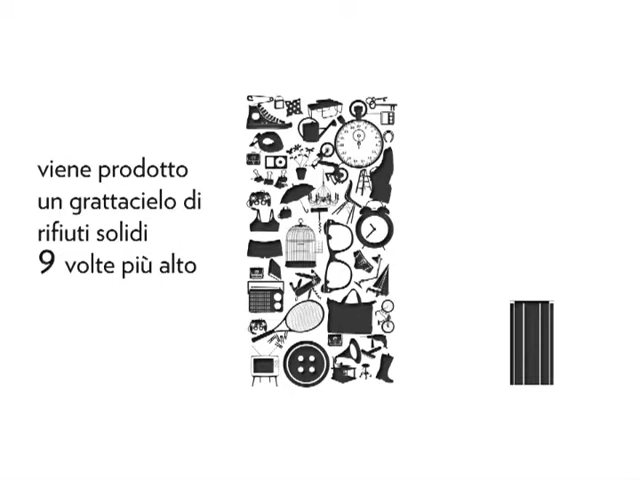 viene prodotto
un grattacielo di
rifiuti solidi
9 volte più alto